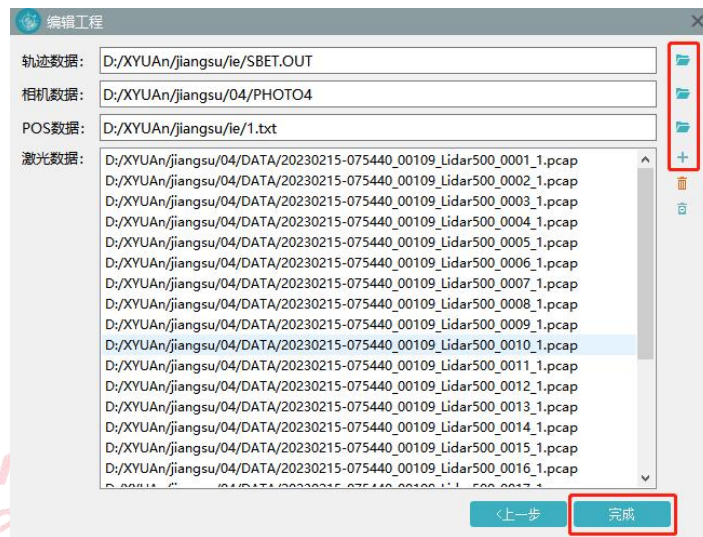 编辑工程
轨迹数据: D:/XYUAn/jiangsu/ie/SBET.OUT
相机数据: D:/XYUAn/jiangsu/04/PHOTO4
POS数据: D:/XYUAn/jiangsu/ie/1.txt
激光数据: D:/XYUAn/jiangsu/04/DATA/20230215-075440_00109_Lidar500_0001_1.pcap
D:/XYUAn/jiangsu/04/DATA/20230215-075440_00109_Lidar500_0002_1.pcap
D:/XYUAn/jiangsu/04/DATA/20230215-075440_00109_Lidar500_0003_1.pcap
D:/XYUAn/jiangsu/04/DATA/20230215-075440_00109_Lidar500_0004_1.pcap
D:/XYUAn/jiangsu/04/DATA/20230215-075440_00109_Lidar500_0005_1.pcap
D:/XYUAn/jiangsu/04/DATA/20230215-075440_00109_Lidar500_0006_1.pcap
D:/XYUAn/jiangsu/04/DATA/20230215-075440_00109_Lidar500_0007_1.pcap
D:/XYUAn/jiangsu/04/DATA/20230215-075440_00109_Lidar500_0008_1.pcap
D:/XYUAn/jiangsu/04/DATA/20230215-075440_00109_Lidar500_0009_1.pcap
D:/XYUAn/jiangsu/04/DATA/20230215-075440_00109_Lidar500_0010_1.pcap
D:/XYUAn/jiangsu/04/DATA/20230215-075440_00109_Lidar500_0011_1.pcap
D:/XYUAn/jiangsu/04/DATA/20230215-075440_00109_Lidar500_0012_1.pcap
D:/XYUAn/jiangsu/04/DATA/20230215-075440_00109_Lidar500_0013_1.pcap
D:/XYUAn/jiangsu/04/DATA/20230215-075440_00109_Lidar500_0014_1.pcap
D:/XYUAn/jiangsu/04/DATA/20230215-075440_00109_Lidar500_0015_1.pcap
D:/XYUAn/jiangsu/04/DATA/20230215-075440_00109_Lidar500_0016_1.pcap
<上一步 完成